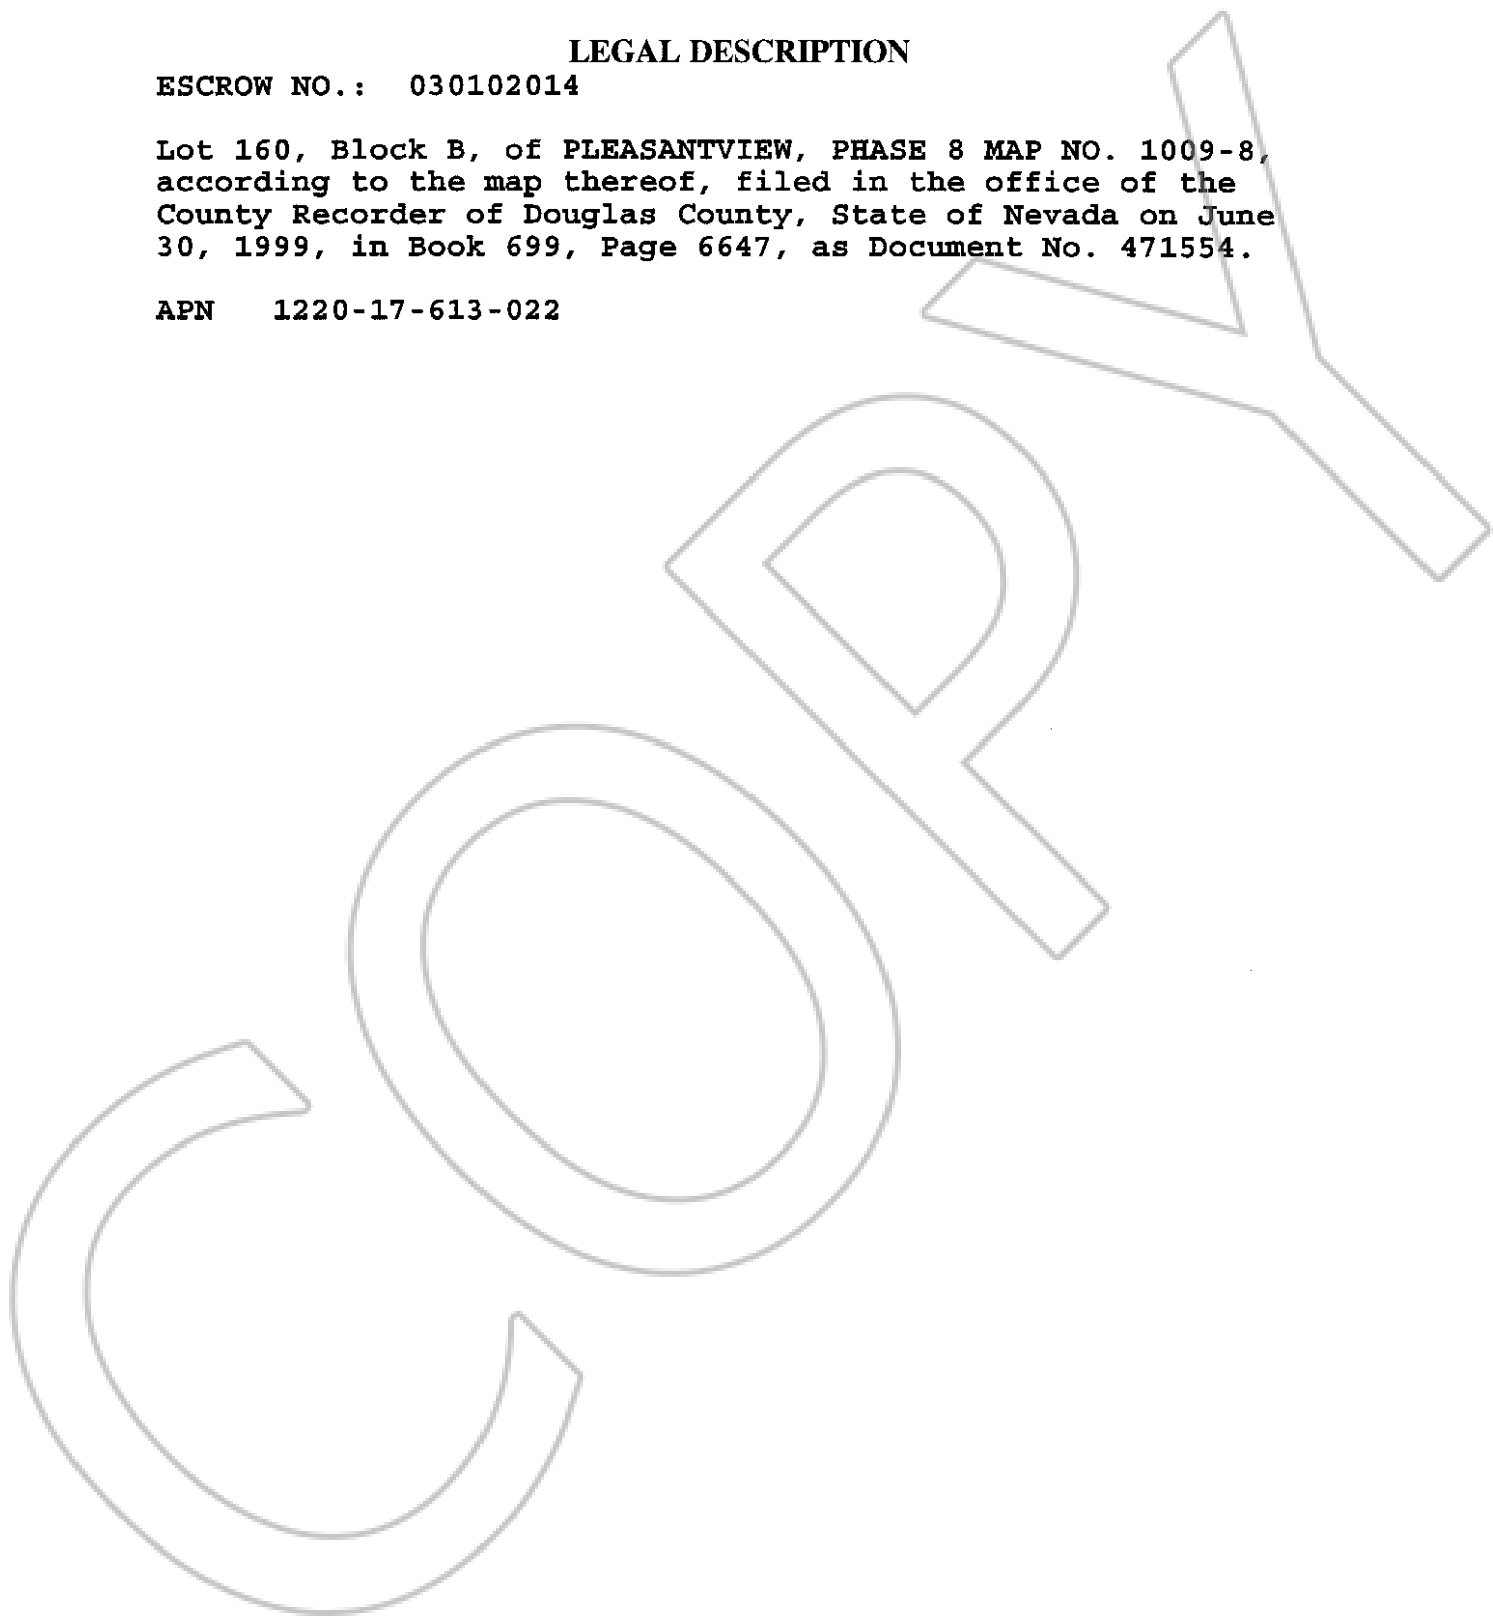 LEGAL DESCRIPTION
ESCROW NO.: 030102014
Lot 160, Block B, of PLEASANTVIEW, PHASE 8 MAP NO. 1009-8,
according to the map thereof, filed in the office of the
County Recorder of Douglas County, State of Nevada on June
30, 1999, in Book 699, Page 6647, as Document No. 471554.
APN 1220-17-613-022
COPY